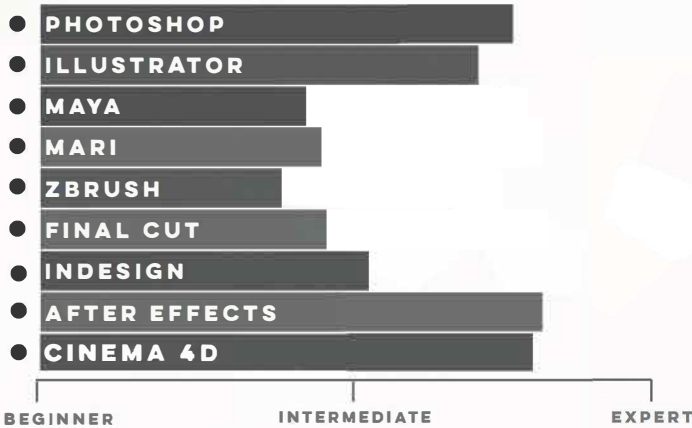 PHOTOSHOP
ILLUSTRATOR
MAYA
MARI
ZBRUSH
FINAL CUT
INDESIGN
AFTER EFFECTS
CINEMA 4D
BEGINNER INTERMEDIATE EXPERT